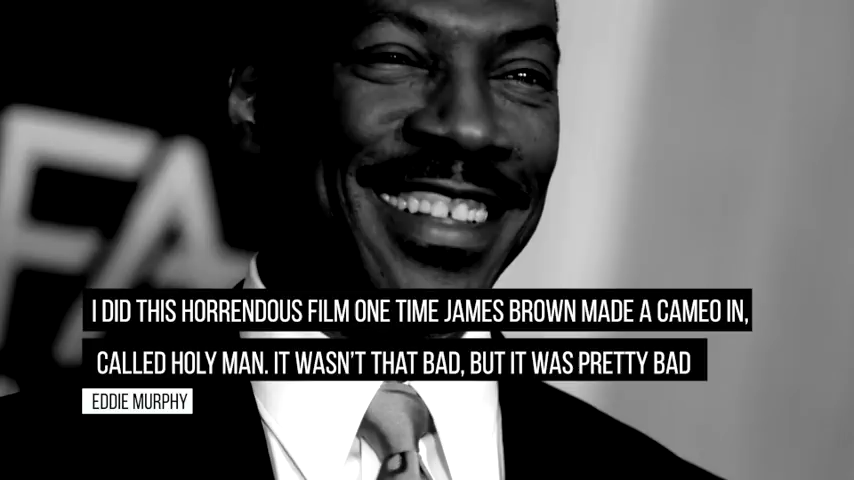 FA
I DID THIS HORRENDOUS FILM ONE TIME JAMES BROWN MADE A CAMEO IN,
CALLED HOLY MAN. IT WASN'T THAT BAD, BUT IT WAS PRETTY BAD
EDDIE MURPHY